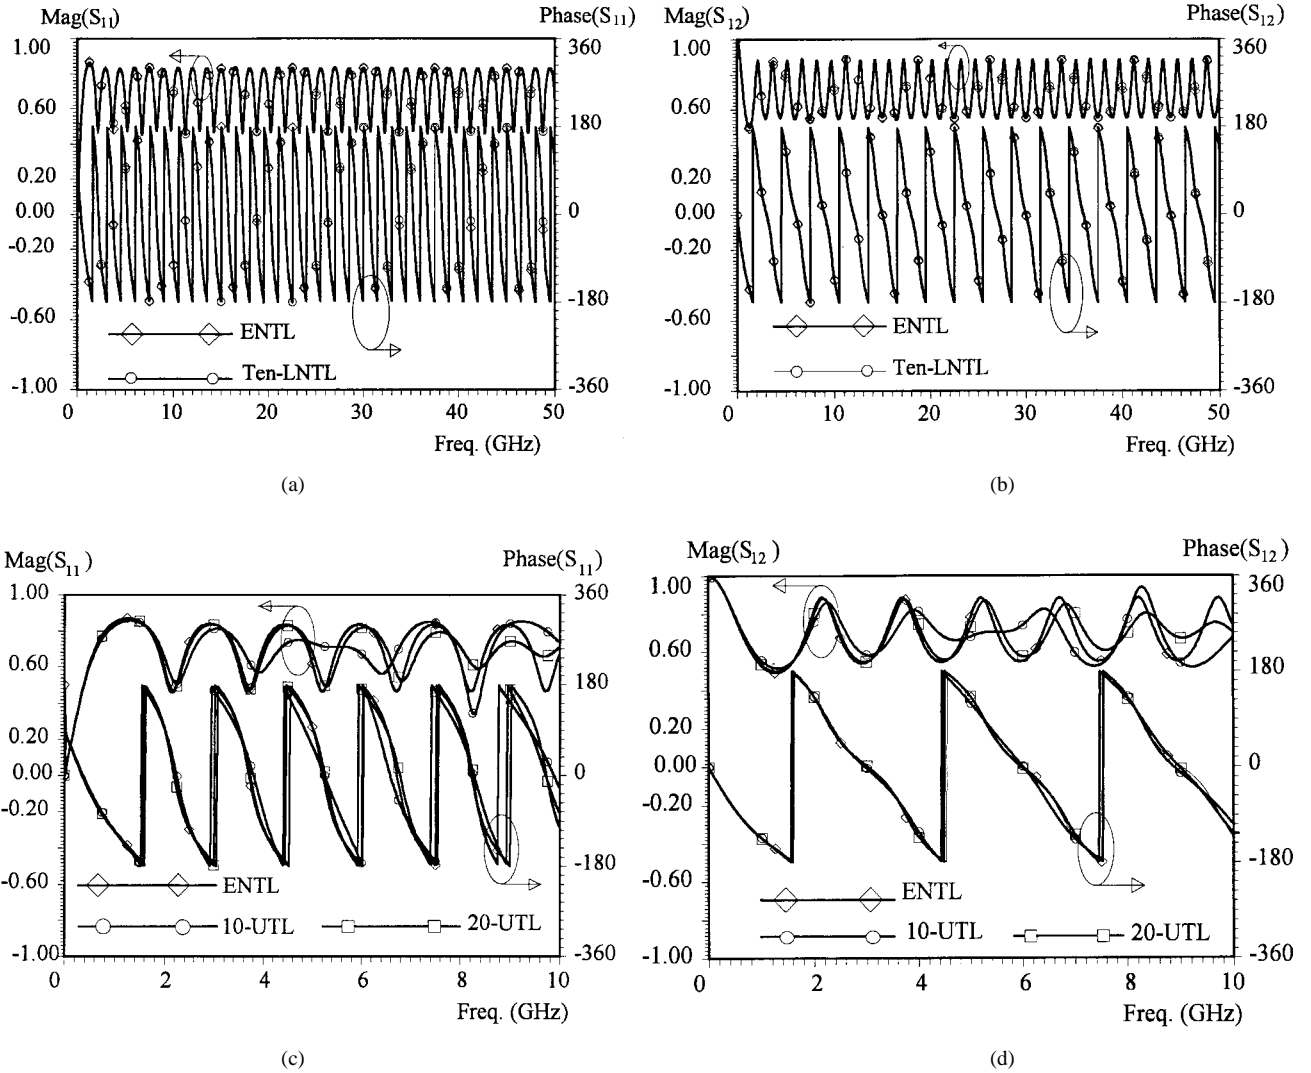 Mag(S11) Phase(S11)
1.00 360
0.60 180
0.20
0.00 0
-0.20
-180
-0.60
ENTL
Ten-LNTL
-1.00 -360
0 10 20 30 40 50
Freq. (GHz)
(a)
Mag(S12) Phase(S12)
1.00 360
0.60 180
0.20
0.00 0
-0.20
-180
-0.60
ENTL
Ten-LNTL
-1.00 -360
0 10 20 30 40 50
Freq. (GHz)
(b)
Mag(S11) Phase(S11)
1.00 360
0.60
180
0.20
0.00 0
-0.20
-180
-0.60
ENTL
10-UTL 20-UTL
-1.00 -360
0 2 4 6 8 10
Freq. (GHz)
(c)
Mag(S12) Phase(S12)
1.00 360
0.60
180
0.20
0.00 0
-0.20
-180
-0.60
ENTL
10-UTL 20-UTL
-1.00 -360
0 2 4 6 8 10
Freq. (GHz)
(d)